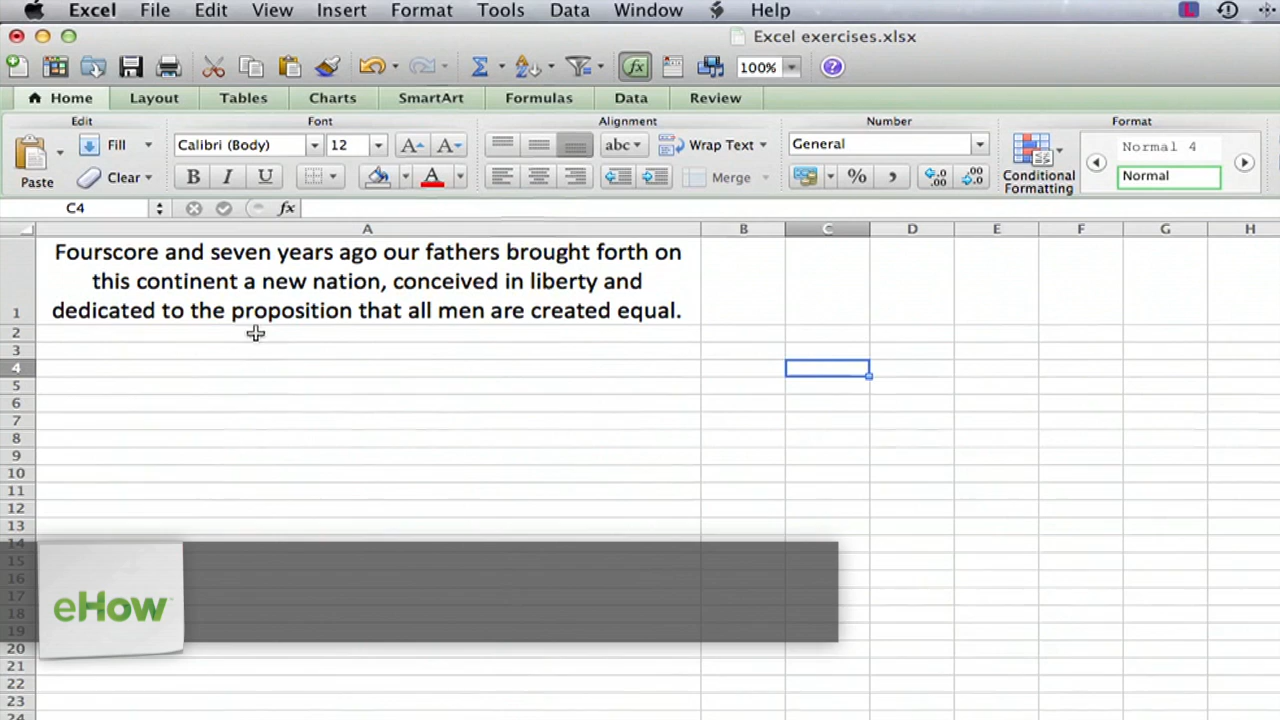 Excel File Edit View Insert Format Tools Data Window Help
Excel exercises.xlsx
100%
Home Layout Tables Charts SmartArt Formulas Data Review
Edit Font Alignment Number Format
Fill Calibri (Body) 12 abc Wrap Text General Normal 4
Paste Clear B I U A Merge % , .0 .00 .00 .0 Conditional Formatting Normal
C4 fx
A B C D E F G H
1 Fourscore and seven years ago our fathers brought forth on
this continent a new nation, conceived in liberty and
dedicated to the proposition that all men are created equal.
2
3
4
5
6
7
8
9
10
11
12
13
14
15
16
17
18
19
20
21
22
23
24
eHow